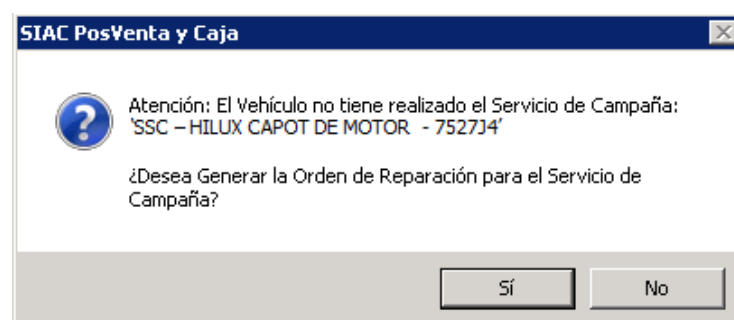 SIAC PosVenta y Caja
Atención: El Vehículo no tiene realizado el Servicio de Campaña:
'SSC – HILUX CAPOT DE MOTOR - 7527J4'
¿Desea Generar la Orden de Reparación para el Servicio de
Campaña?
Sí
No